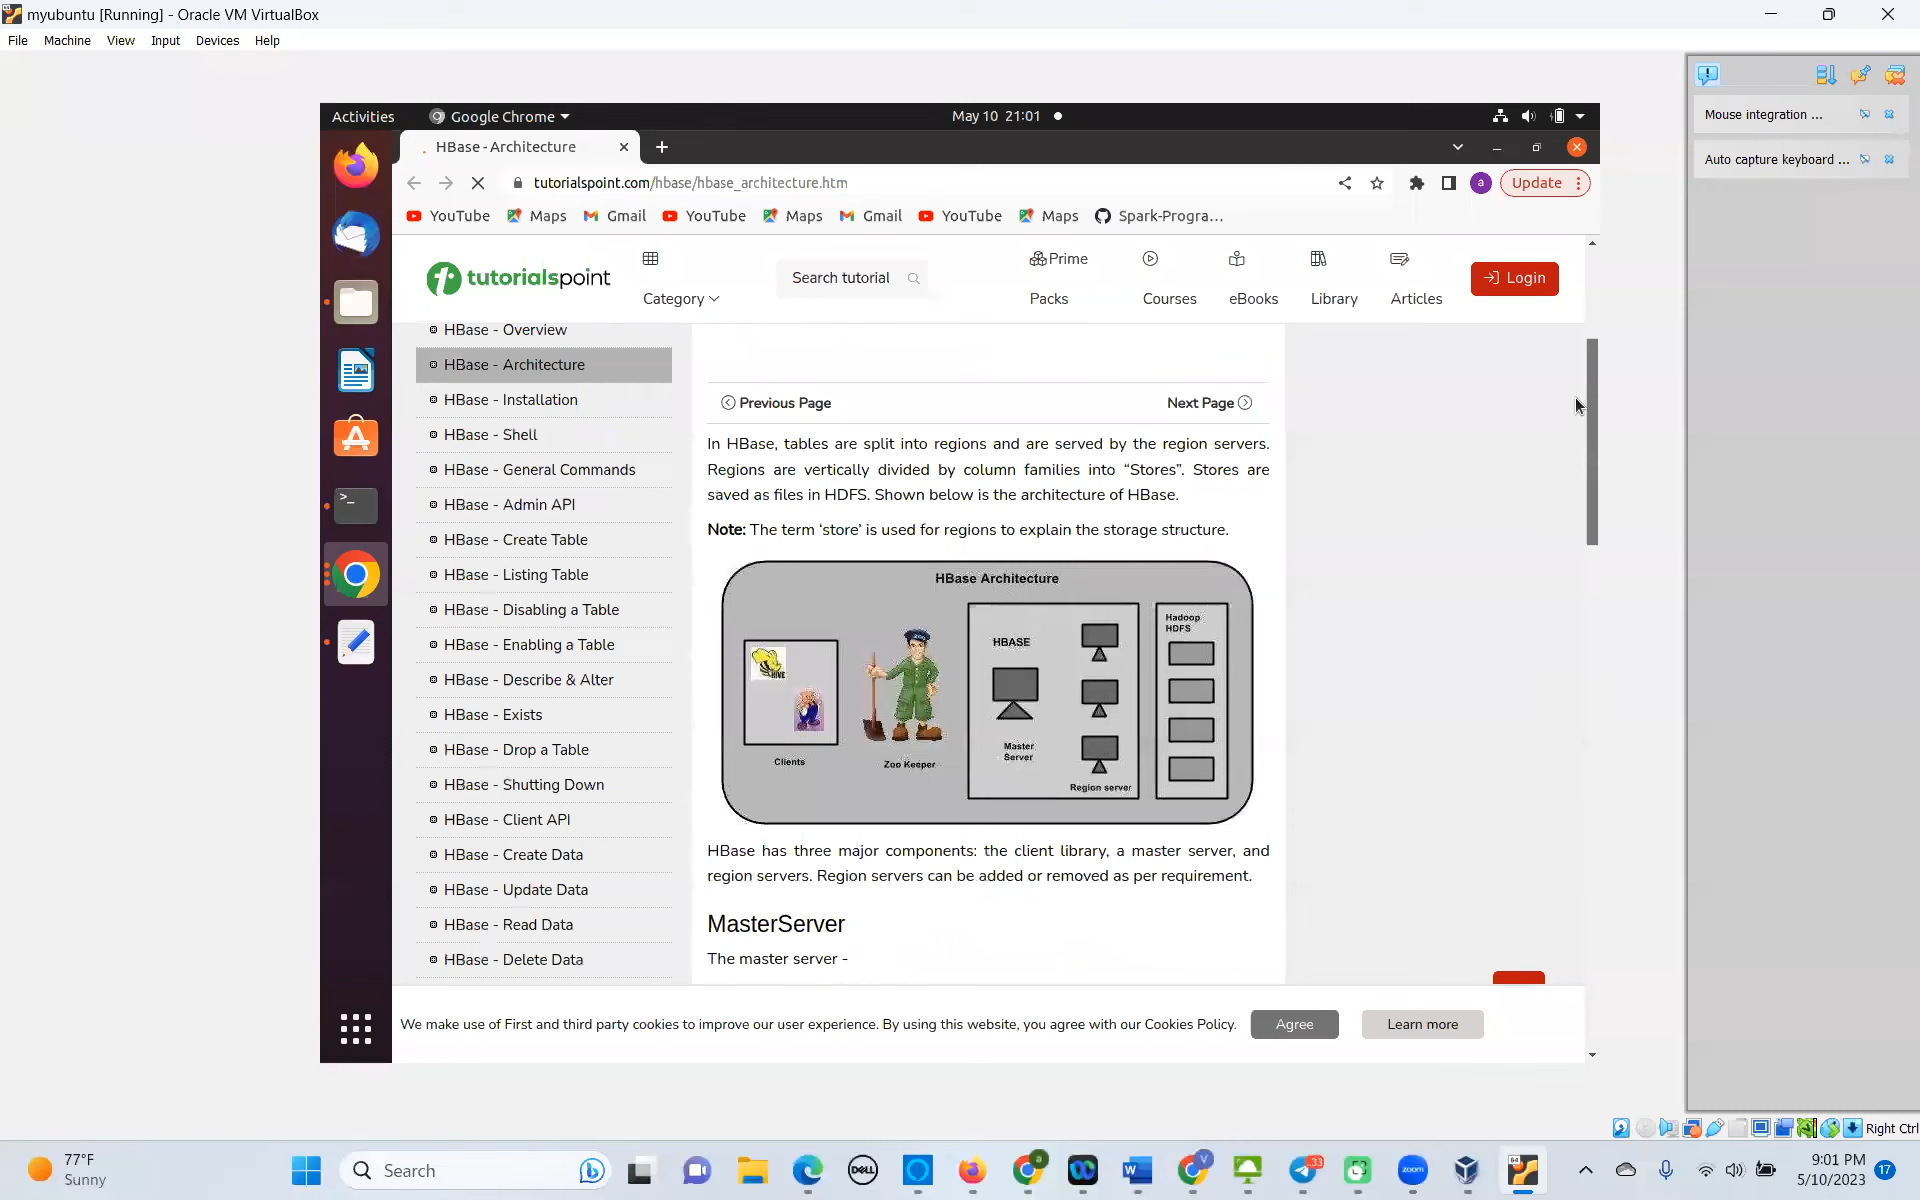 myubuntu [Running] - Oracle VM VirtualBox
File Machine View Input Devices Help
Mouse integration ...
Auto capture keyboard ...
Activities Google Chrome May 10 21:01
HBase - Architecture
tutorialspoint.com/hbase/hbase_architecture.htm
a Update
YouTube Maps Gmail YouTube Maps Gmail YouTube Maps Spark-Progra...
tutorialspoint
Category
Search tutorial
Prime Packs
Courses
eBooks
Library
Articles
Login
HBase - Overview
HBase - Architecture
HBase - Installation
HBase - Shell
HBase - General Commands
HBase - Admin API
HBase - Create Table
HBase - Listing Table
HBase - Disabling a Table
HBase - Enabling a Table
HBase - Describe & Alter
HBase - Exists
HBase - Drop a Table
HBase - Shutting Down
HBase - Client API
HBase - Create Data
HBase - Update Data
HBase - Read Data
HBase - Delete Data
Previous Page Next Page
In HBase, tables are split into regions and are served by the region servers.
Regions are vertically divided by column families into “Stores”. Stores are
saved as files in HDFS. Shown below is the architecture of HBase.
Note: The term ‘store’ is used for regions to explain the storage structure.
HBase Architecture
HIVE
Clients
ZOO
Zoo Keeper
HBASE
Master
Server
Region server
Hadoop
HDFS
HBase has three major components: the client library, a master server, and
region servers. Region servers can be added or removed as per requirement.
MasterServer
The master server -
We make use of First and third party cookies to improve our user experience. By using this website, you agree with our Cookies Policy. Agree Learn more
Right Ctrl
77°F
Sunny
Search
DELL
a
V
33
zoom
64
9:01 PM
5/10/2023
17